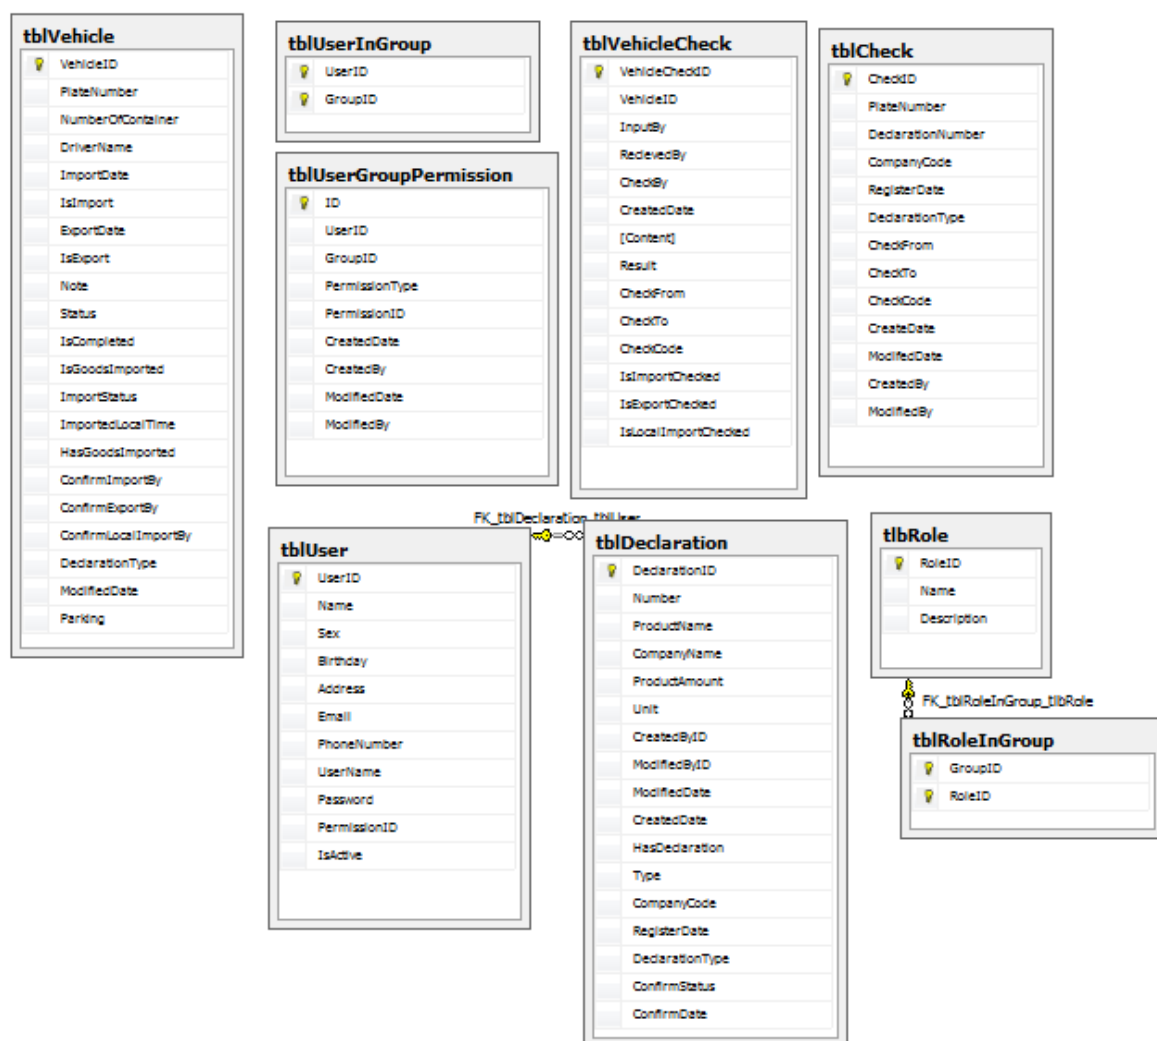 tblVehicle
VehicleID
PlateNumber
NumberOfContainer
DriverName
ImportDate
IsImport
ExportDate
IsExport
Note
Status
IsCompleted
IsGoodsImported
ImportStatus
ImportedLocalTime
HasGoodsImported
ConfirmImportBy
ConfirmExportBy
ConfirmLocalImportBy
DeclarationType
ModifiedDate
Parking
tblUserInGroup
UserID
GroupID
tblUserGroupPermission
ID
UserID
GroupID
PermissionType
PermissionID
CreatedDate
CreatedBy
ModifiedDate
ModifiedBy
tblVehicleCheck
VehicleCheckID
VehicleID
InputBy
RecievedBy
CheckBy
CreatedDate
[Content]
Result
CheckFrom
CheckTo
CheckCode
IsImportChecked
IsExportChecked
IsLocalImportChecked
tblCheck
CheckID
PlateNumber
DeclarationNumber
CompanyCode
RegisterDate
DeclarationType
CheckFrom
CheckTo
CheckCode
CreateDate
ModifedDate
CreatedBy
ModifiedBy
FK_tblDeclaration_tblUser
tblUser
UserID
Name
Sex
Birthday
Address
Email
PhoneNumber
UserName
Password
PermissionID
IsActive
tblDeclaration
DeclarationID
Number
ProductName
CompanyName
ProductAmount
Unit
CreatedByID
ModifiedByID
ModifiedDate
CreatedDate
HasDeclaration
Type
CompanyCode
RegisterDate
DeclarationType
ConfirmStatus
ConfirmDate
tlbRole
RoleID
Name
Description
FK_tblRoleInGroup_tlbRole
tblRoleInGroup
GroupID
RoleID